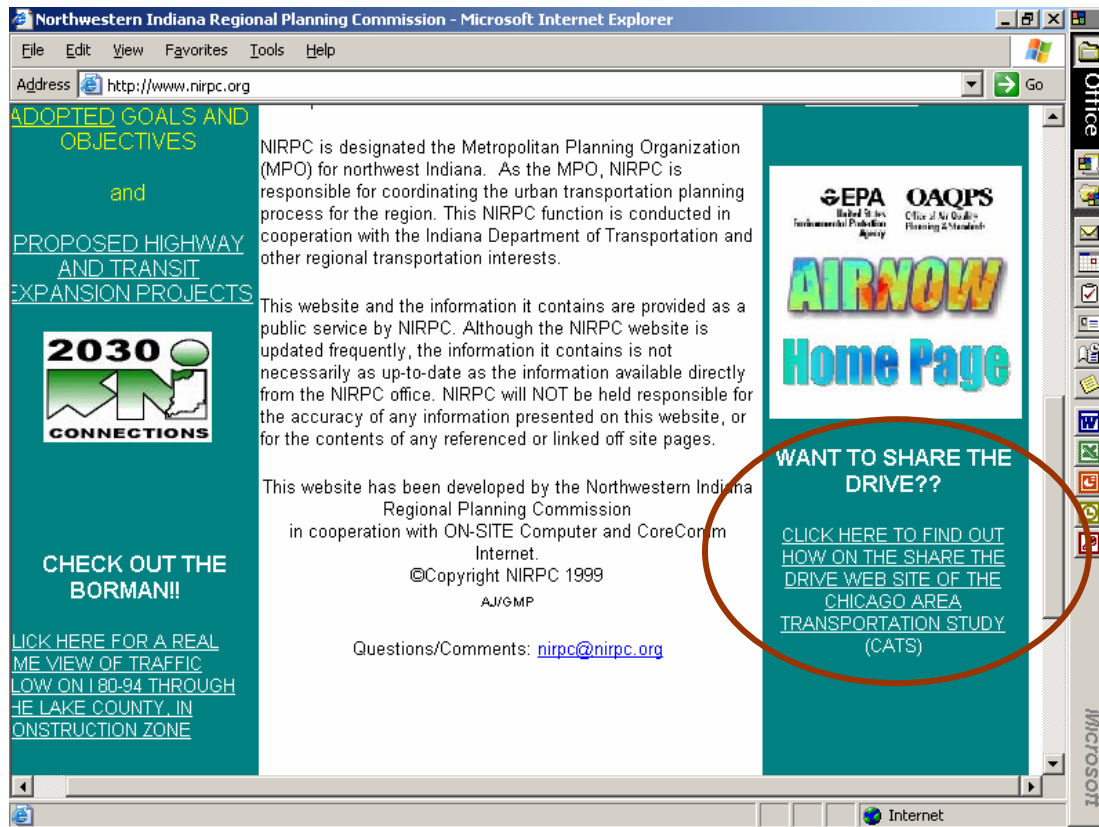 Northwestern Indiana Regional Planning Commission - Microsoft Internet Explorer
File Edit View Favorites Tools Help
Address http://www.nirpc.org Go
ADOPTED GOALS AND
OBJECTIVES
and
PROPOSED HIGHWAY
AND TRANSIT
EXPANSION PROJECTS
2030
CONNECTIONS
CHECK OUT THE
BORMAN!!
LICK HERE FOR A REAL
ME VIEW OF TRAFFIC
LOW ON I 80-94 THROUGH
HE LAKE COUNTY, IN
ONSTRUCTION ZONE
NIRPC is designated the Metropolitan Planning Organization
(MPO) for northwest Indiana. As the MPO, NIRPC is
responsible for coordinating the urban transportation planning
process for the region. This NIRPC function is conducted in
cooperation with the Indiana Department of Transportation and
other regional transportation interests.
This website and the information it contains are provided as a
public service by NIRPC. Although the NIRPC website is
updated frequently, the information it contains is not
necessarily as up-to-date as the information available directly
from the NIRPC office. NIRPC will NOT be held responsible for
the accuracy of any information presented on this website, or
for the contents of any referenced or linked off site pages.
This website has been developed by the Northwestern Indiana
Regional Planning Commission
in cooperation with ON-SITE Computer and CoreComm
Internet.
©Copyright NIRPC 1999
AJ/GMP
Questions/Comments: nirpc@nirpc.org
EPA OAQPS
United States
Environmental Protection
Agency
Office of Air Quality
Planning & Standards
AIRNOW
Home Page
WANT TO SHARE THE
DRIVE??
CLICK HERE TO FIND OUT
HOW ON THE SHARE THE
DRIVE WEB SITE OF THE
CHICAGO AREA
TRANSPORTATION STUDY
(CATS)
Internet
Office
Microsoft